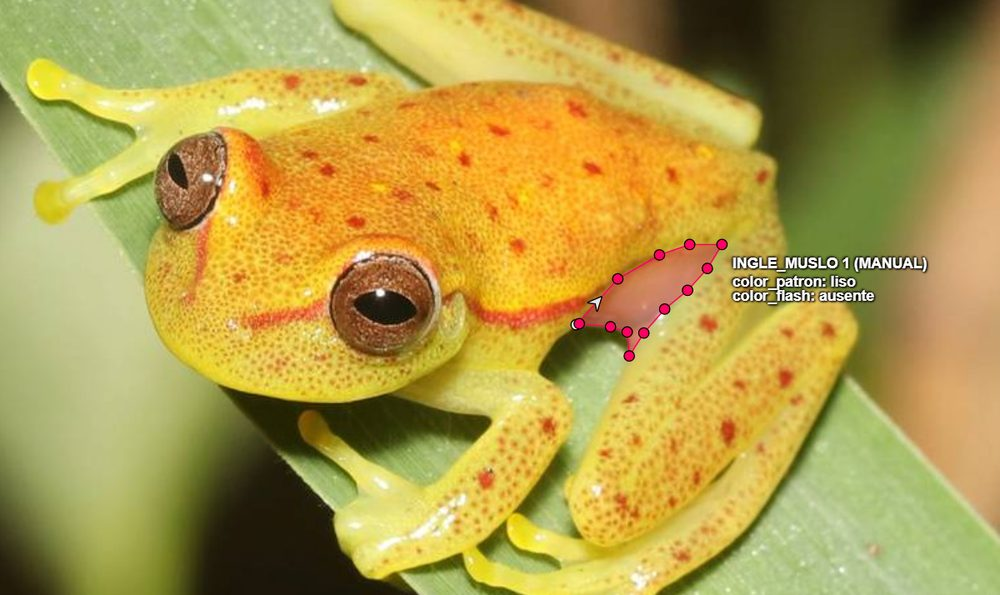 INGLE_MUSLO 1 (MANUAL)
color_patron: liso
color_flash: ausente